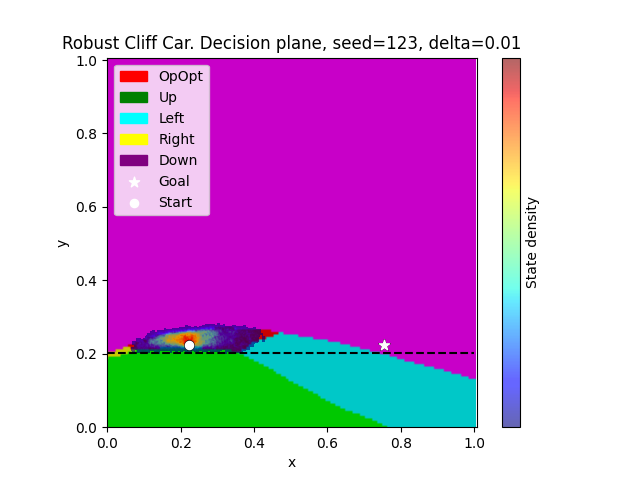 Robust Cliff Car. Decision plane, seed=123, delta=0.01
1.0
0.8
0.6
0.4
0.2
0.0
y
OpOpt
Up
Left
Right
Down
Goal
Start
0.0 0.2 0.4 0.6 0.8 1.0
x
State density